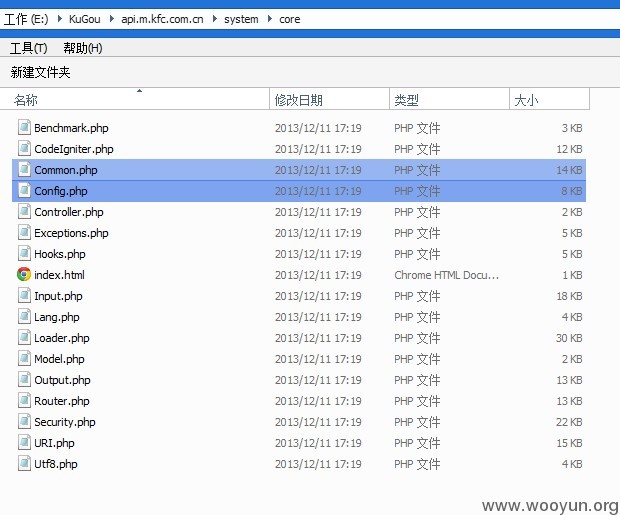 工作 (E:) KuGou api.m.kfc.com.cn system core
工具(T) 帮助(H)
新建文件夹
名称 修改日期 类型 大小
Benchmark.php 2013/12/11 17:19 PHP 文件 3 KB
CodeIgniter.php 2013/12/11 17:19 PHP 文件 12 KB
Common.php 2013/12/11 17:19 PHP 文件 14 KB
Config.php 2013/12/11 17:19 PHP 文件 8 KB
Controller.php 2013/12/11 17:19 PHP 文件 2 KB
Exceptions.php 2013/12/11 17:19 PHP 文件 5 KB
Hooks.php 2013/12/11 17:19 PHP 文件 5 KB
index.html 2013/12/11 17:19 Chrome HTML Docu... 1 KB
Input.php 2013/12/11 17:19 PHP 文件 18 KB
Lang.php 2013/12/11 17:19 PHP 文件 4 KB
Loader.php 2013/12/11 17:19 PHP 文件 30 KB
Model.php 2013/12/11 17:19 PHP 文件 2 KB
Output.php 2013/12/11 17:19 PHP 文件 13 KB
Router.php 2013/12/11 17:19 PHP 文件 13 KB
Security.php 2013/12/11 17:19 PHP 文件 22 KB
URI.php 2013/12/11 17:19 PHP 文件 15 KB
Utf8.php 2013/12/11 17:19 PHP 文件 4 KB
www.wooyun.org